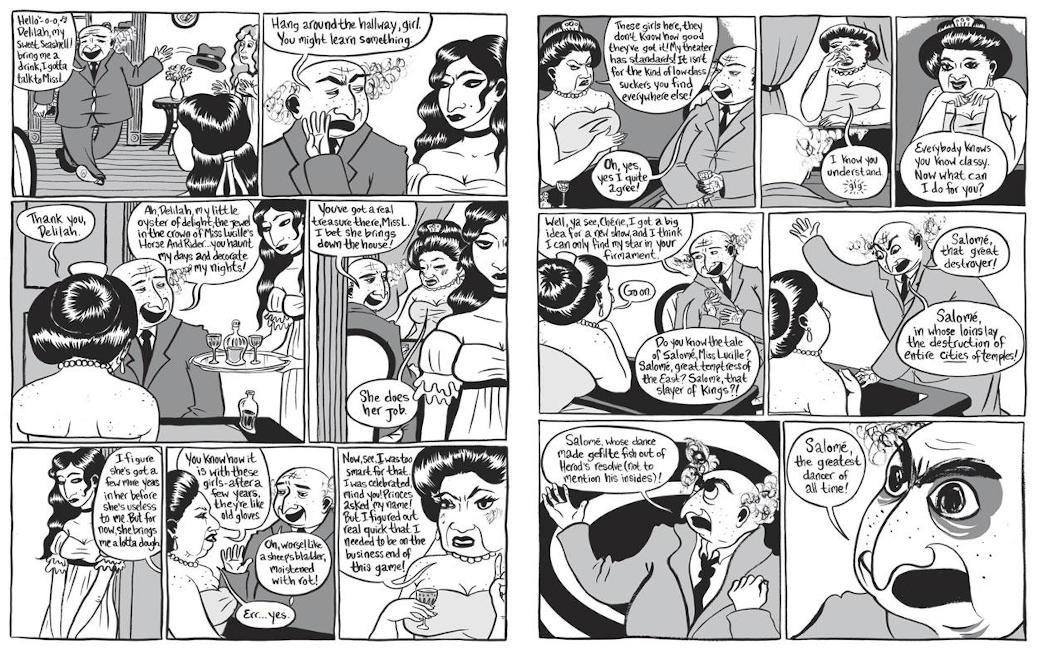 Hello-o-o,
Delilah, my
sweet Seashell!
bring me a
drink, I gotta
talk to Miss L.
Hang around the hallway, girl.
You might learn something.
Thank you,
Delilah.
Ah, Delilah, my little
oyster of delight, the jewel
in the crown of Miss Lucille's
Horse And Rider...you haunt
my days and decorate
my nights!
You've got a real
treasure there, Miss L.
I bet she brings
down the house!
She does
her job.
I figure
she's got a
few more years
in her before
she's useless
to me. But for
now, she brings
me a lotta dough
You know how it
is with these
girls-after a
few years,
they're like
old gloves.
Oh, worse! like
a sheep's bladder,
moistened
with rot!
Err...yes.
Now, see, I was too
smart for that.
I was celebrated,
mind you! Princes
asked my name!
But I figured out
real quick that I
needed to be on the
business end of
this game!
These girls here, they
don't know how good
they've got it! My theater
has standards! It isn't
for the kind of lowclass
suckers you find
everywhere else!
Oh, yes,
yes I quite
agree!
I know you
understand.
Everybody knows
you know classy.
Now what can
I do for you?
Well, ya see, Chérie, I got a big
idea for a new show, and I think
I can only find my star in your
firmament.
Go on.
Do you know the tale
of Salomé, Miss Lucille?
Salomé, great temptress of
the East? Salomé, that
slayer of Kings?!
Salomé,
that great
destroyer!
Salomé,
in whose loins lay
the destruction of
entire cities of temples!
Salomé, whose dance
made gefilte fish out of
Herod's resolve (not to
mention his insides)!
Salomé,
the greatest
dancer of
all time!